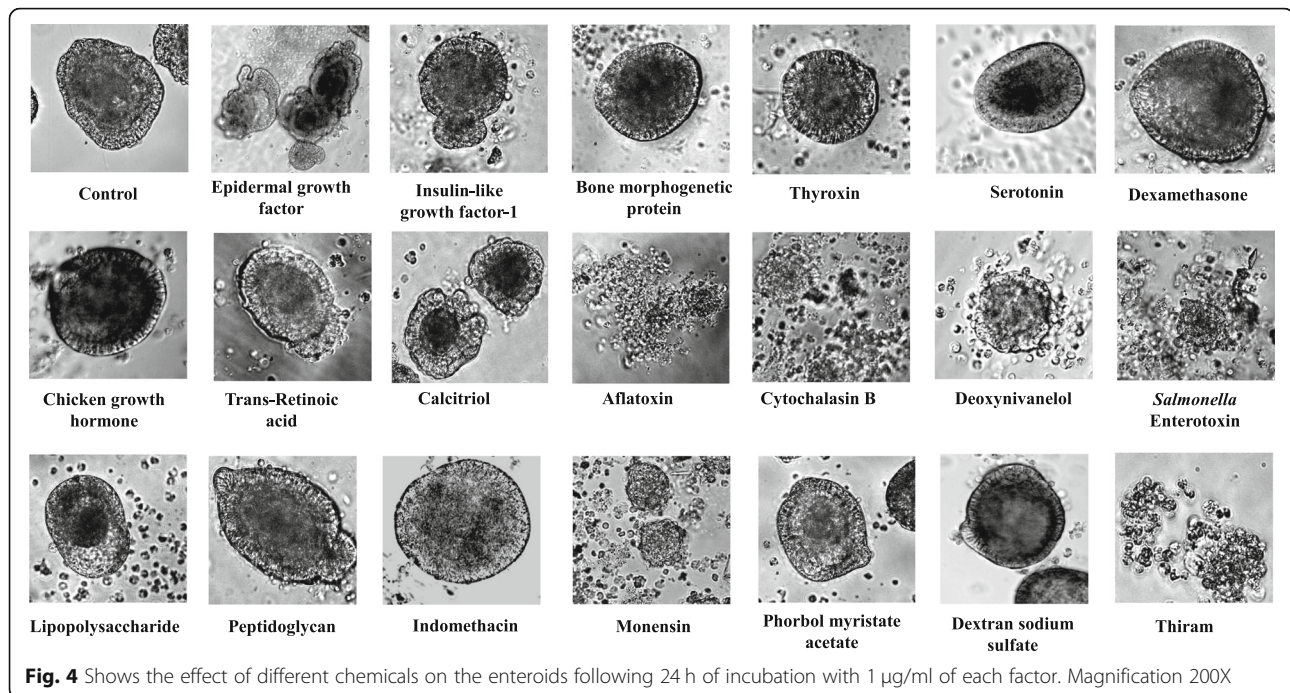 Control
Epidermal growth
factor
Insulin-like
growth factor-1
Bone morphogenetic
protein
Thyroxin
Serotonin
Dexamethasone
Chicken growth
hormone
Trans-Retinoic
acid
Calcitriol
Aflatoxin
Cytochalasin B
Deoxynivanelol
Salmonella
Enterotoxin
Lipopolysaccharide
Peptidoglycan
Indomethacin
Monensin
Phorbol myristate
acetate
Dextran sodium
sulfate
Thiram
Fig. 4 Shows the effect of different chemicals on the enteroids following 24 h of incubation with 1 μg/ml of each factor. Magnification 200X